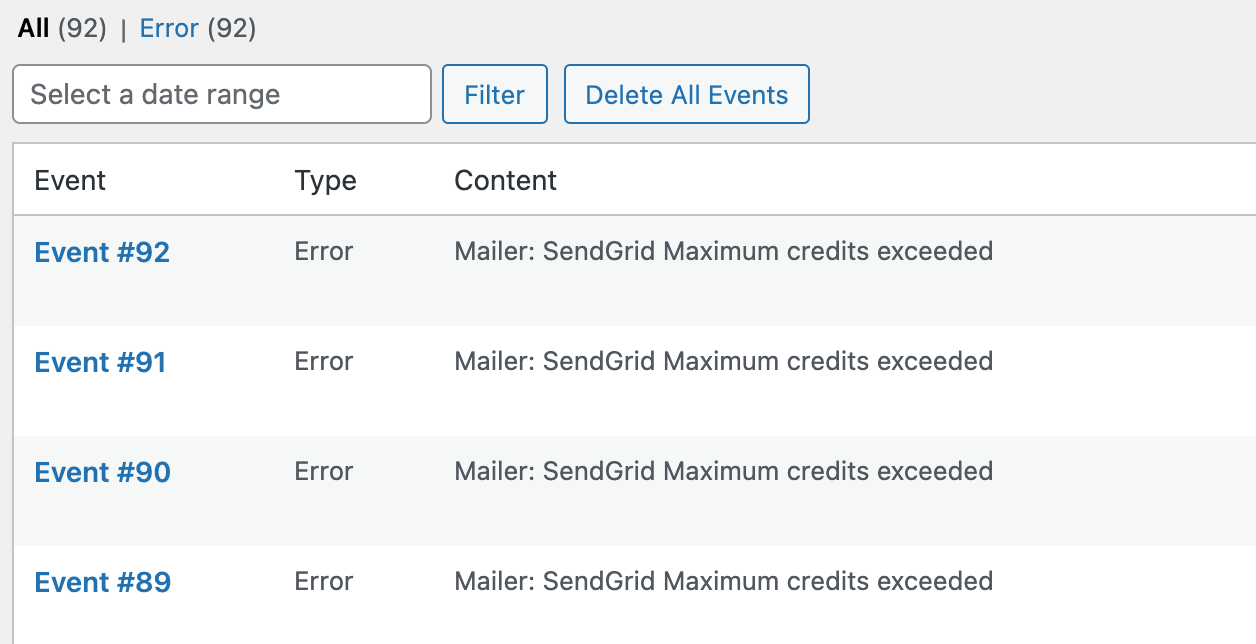 All (92) | Error (92)
Select a date range Filter Delete All Events
Event Type Content
Event #92 Error Mailer: SendGrid Maximum credits exceeded
Event #91 Error Mailer: SendGrid Maximum credits exceeded
Event #90 Error Mailer: SendGrid Maximum credits exceeded
Event #89 Error Mailer: SendGrid Maximum credits exceeded